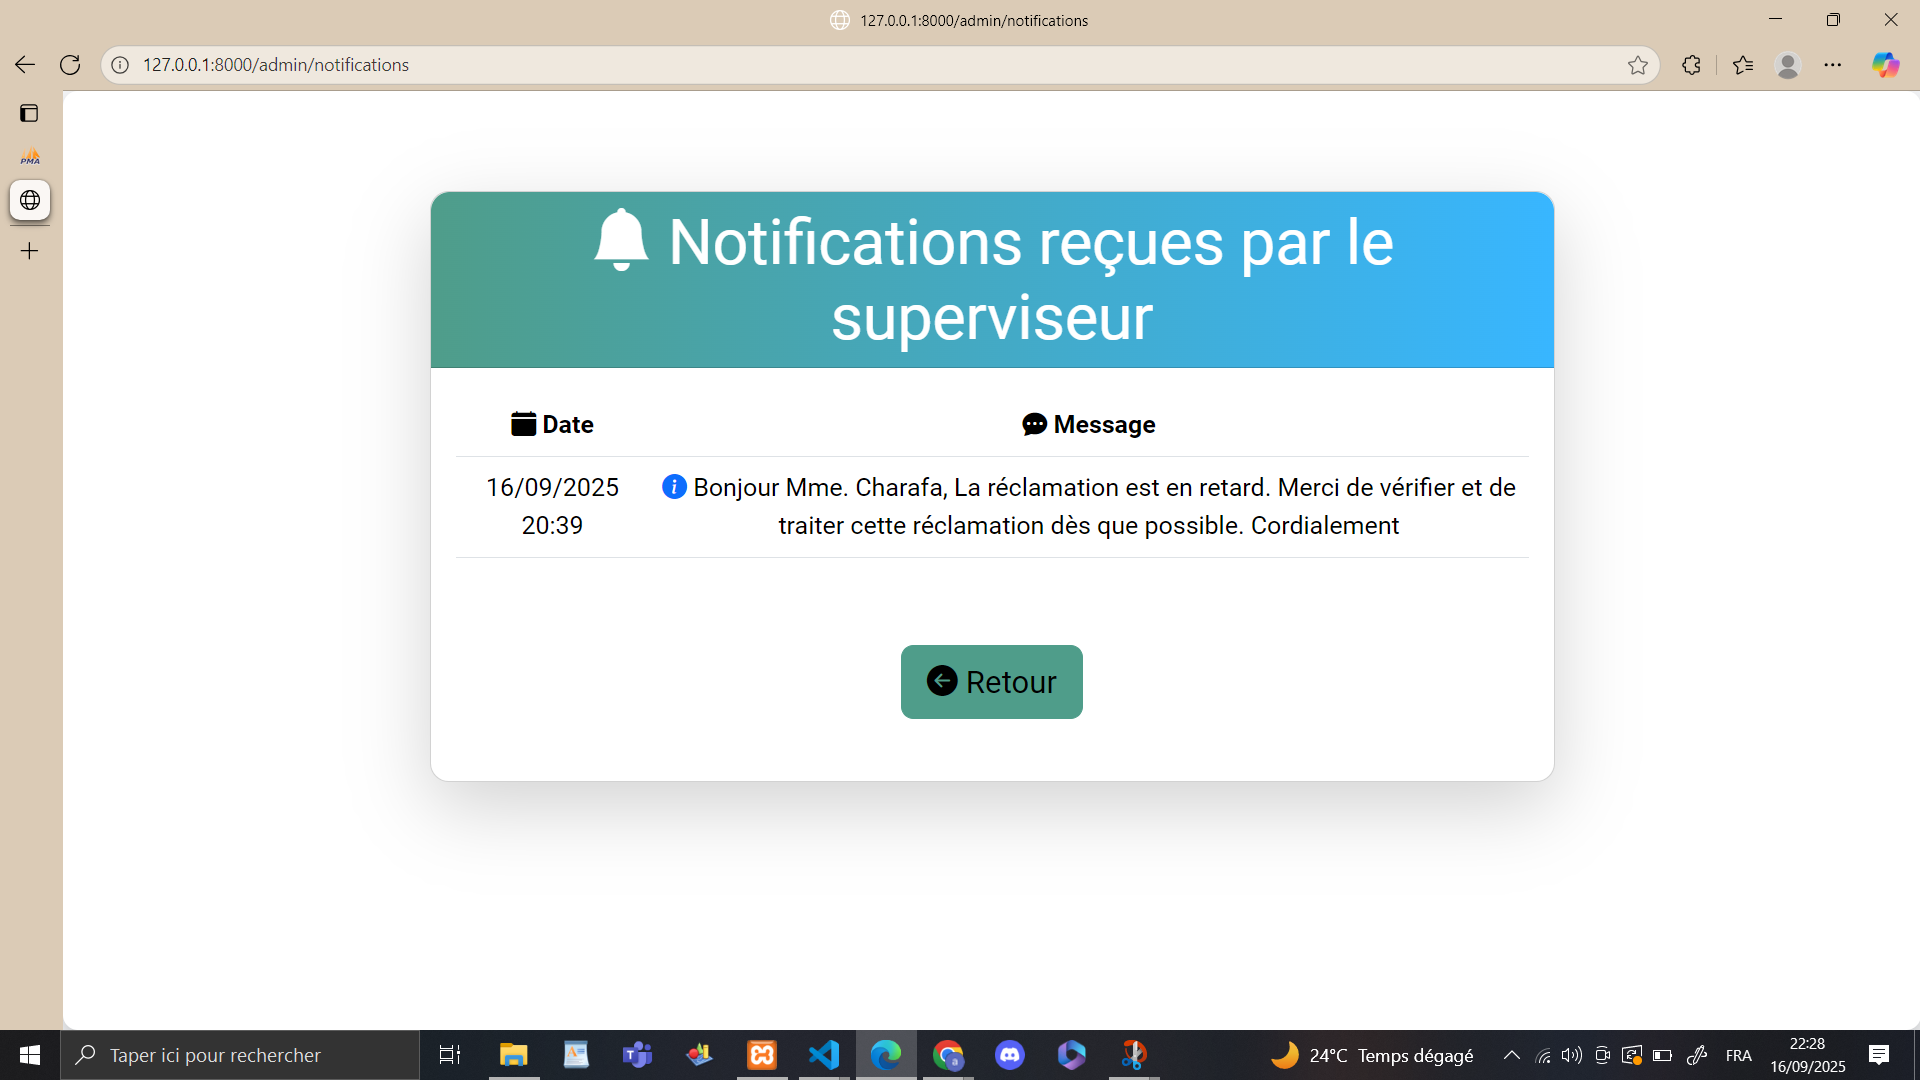 127.0.0.1:8000/admin/notifications
127.0.0.1:8000/admin/notifications
PMA
Notifications reçues par le
superviseur
Date
Message
16/09/2025
20:39
Bonjour Mme. Charafa, La réclamation est en retard. Merci de vérifier et de
traiter cette réclamation dès que possible. Cordialement
Retour
Taper ici pour rechercher
24°C Temps dégagé
FRA
22:28
16/09/2025